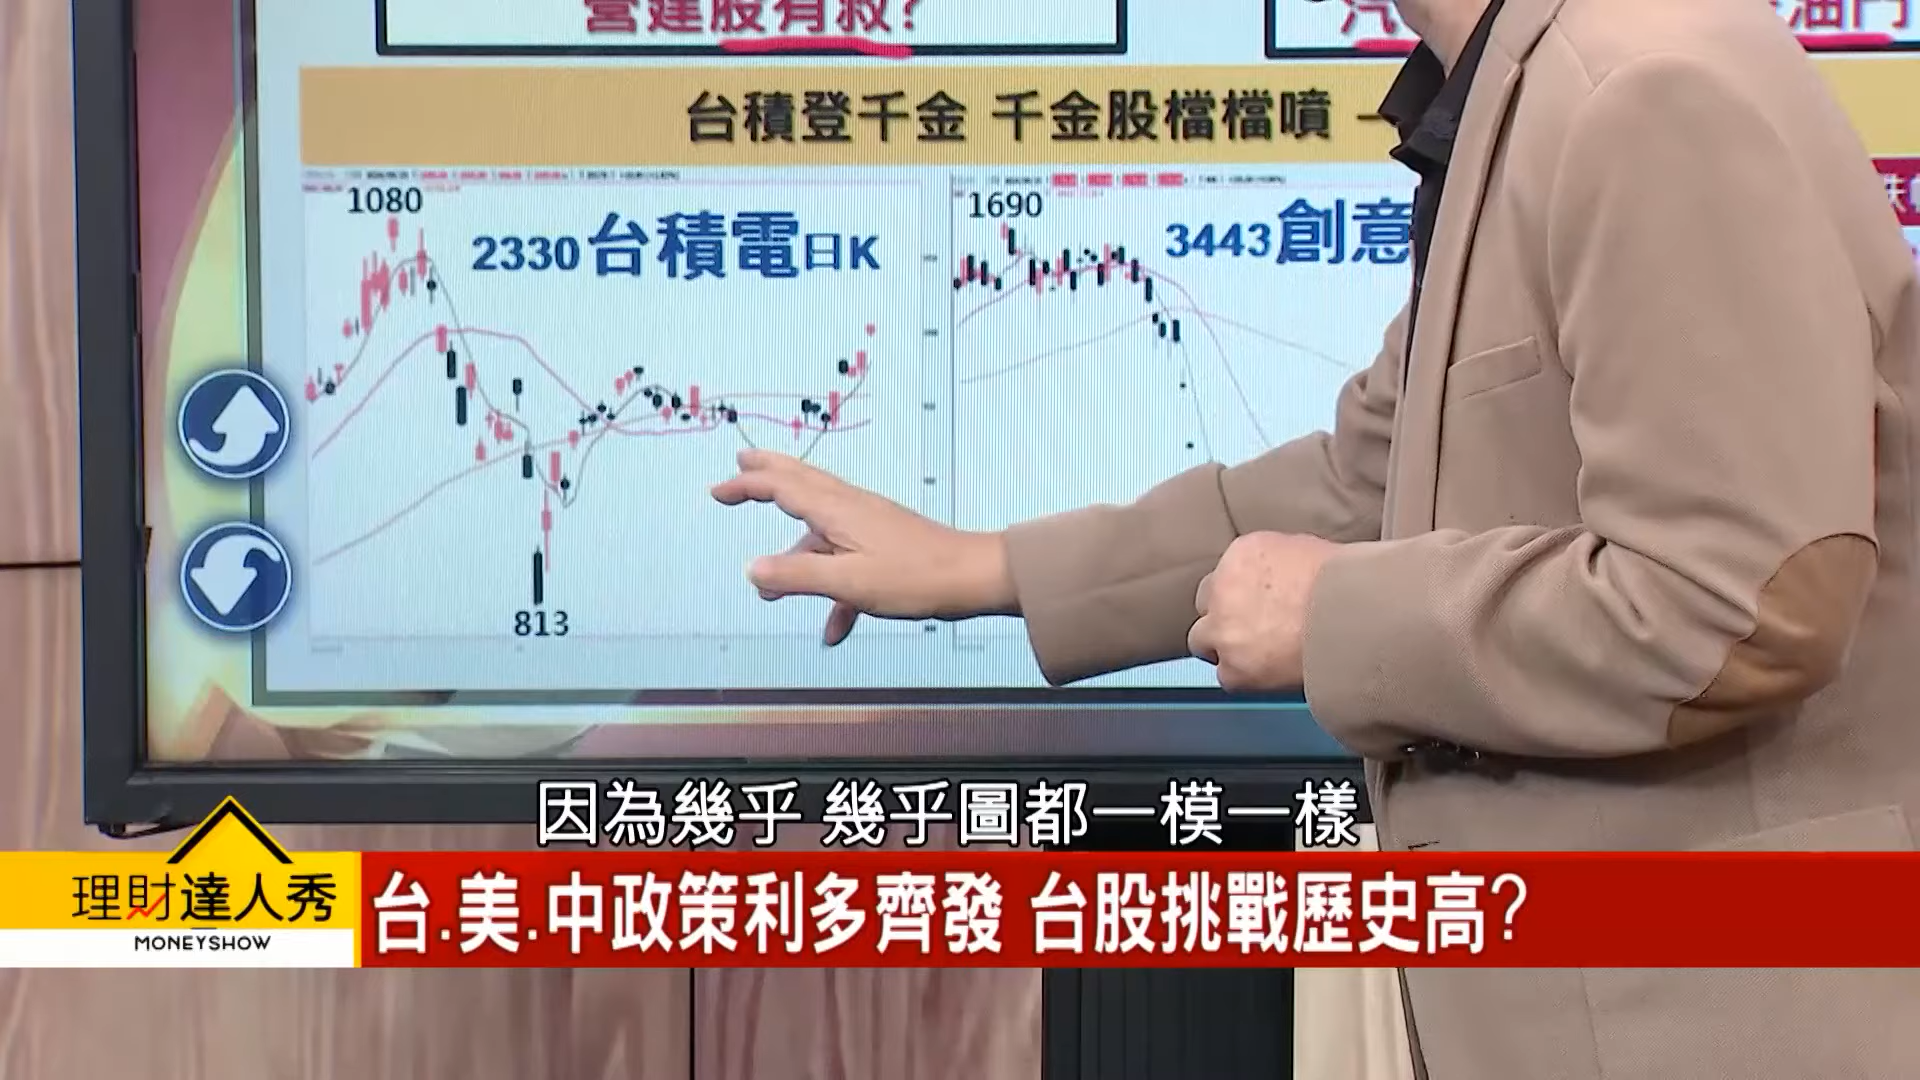 營建股有救?
汽
油門
台積登千金 千金股檔檔噴
1080
2330台積電日K
813
1690
3443創意
因為幾乎 幾乎圖都一模一樣
理財達人秀
MONEYSHOW
台.美.中政策利多齊發 台股挑戰歷史高?